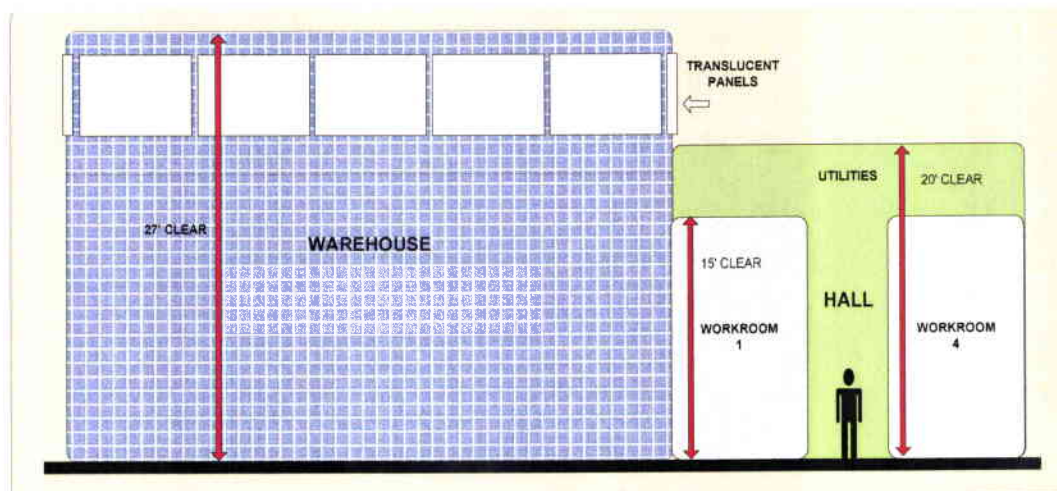 TRANSLUCENT
PANELS
UTILITIES
20' CLEAR
27' CLEAR
WAREHOUSE
15' CLEAR
HALL
WORKROOM
1
WORKROOM
4